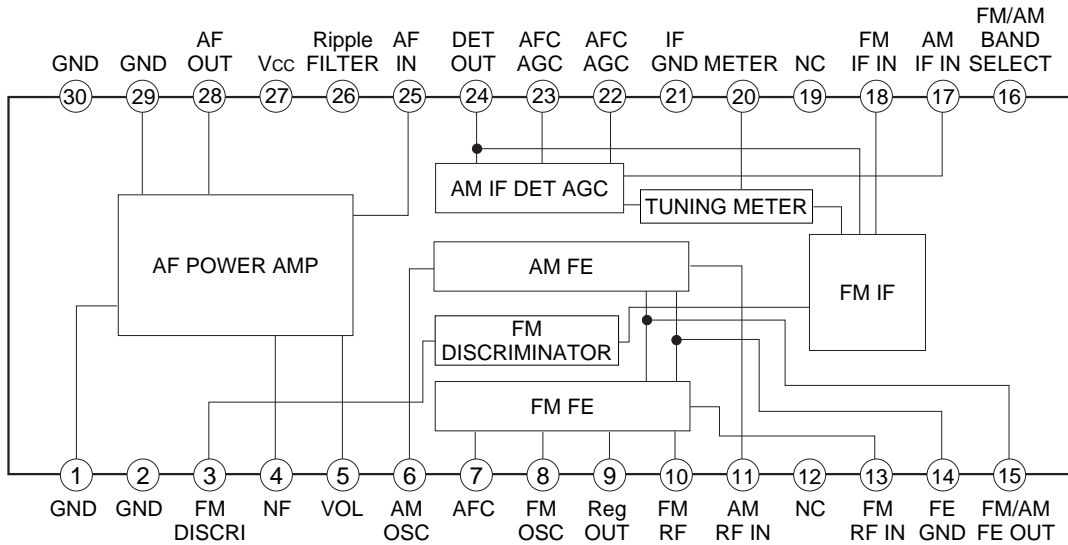 FM/AM
AF Ripple AF DET AFC AFC IF FM AM BAND
GND GND OUT Vcc FILTER IN OUT AGC AGC GND METER NC IF IN IF IN SELECT
30 29 28 27 26 25 24 23 22 21 20 19 18 17 16
AM IF DET AGC
TUNING METER
AF POWER AMP
AM FE
FM IF
FM
DISCRIMINATOR
FM FE
1 2 3 4 5 6 7 8 9 10 11 12 13 14 15
GND GND FM NF VOL AM AFC FM Reg FM AM NC FM FE FM/AM
DISCRI OSC OSC OUT RF RF IN RF IN GND FE OUT